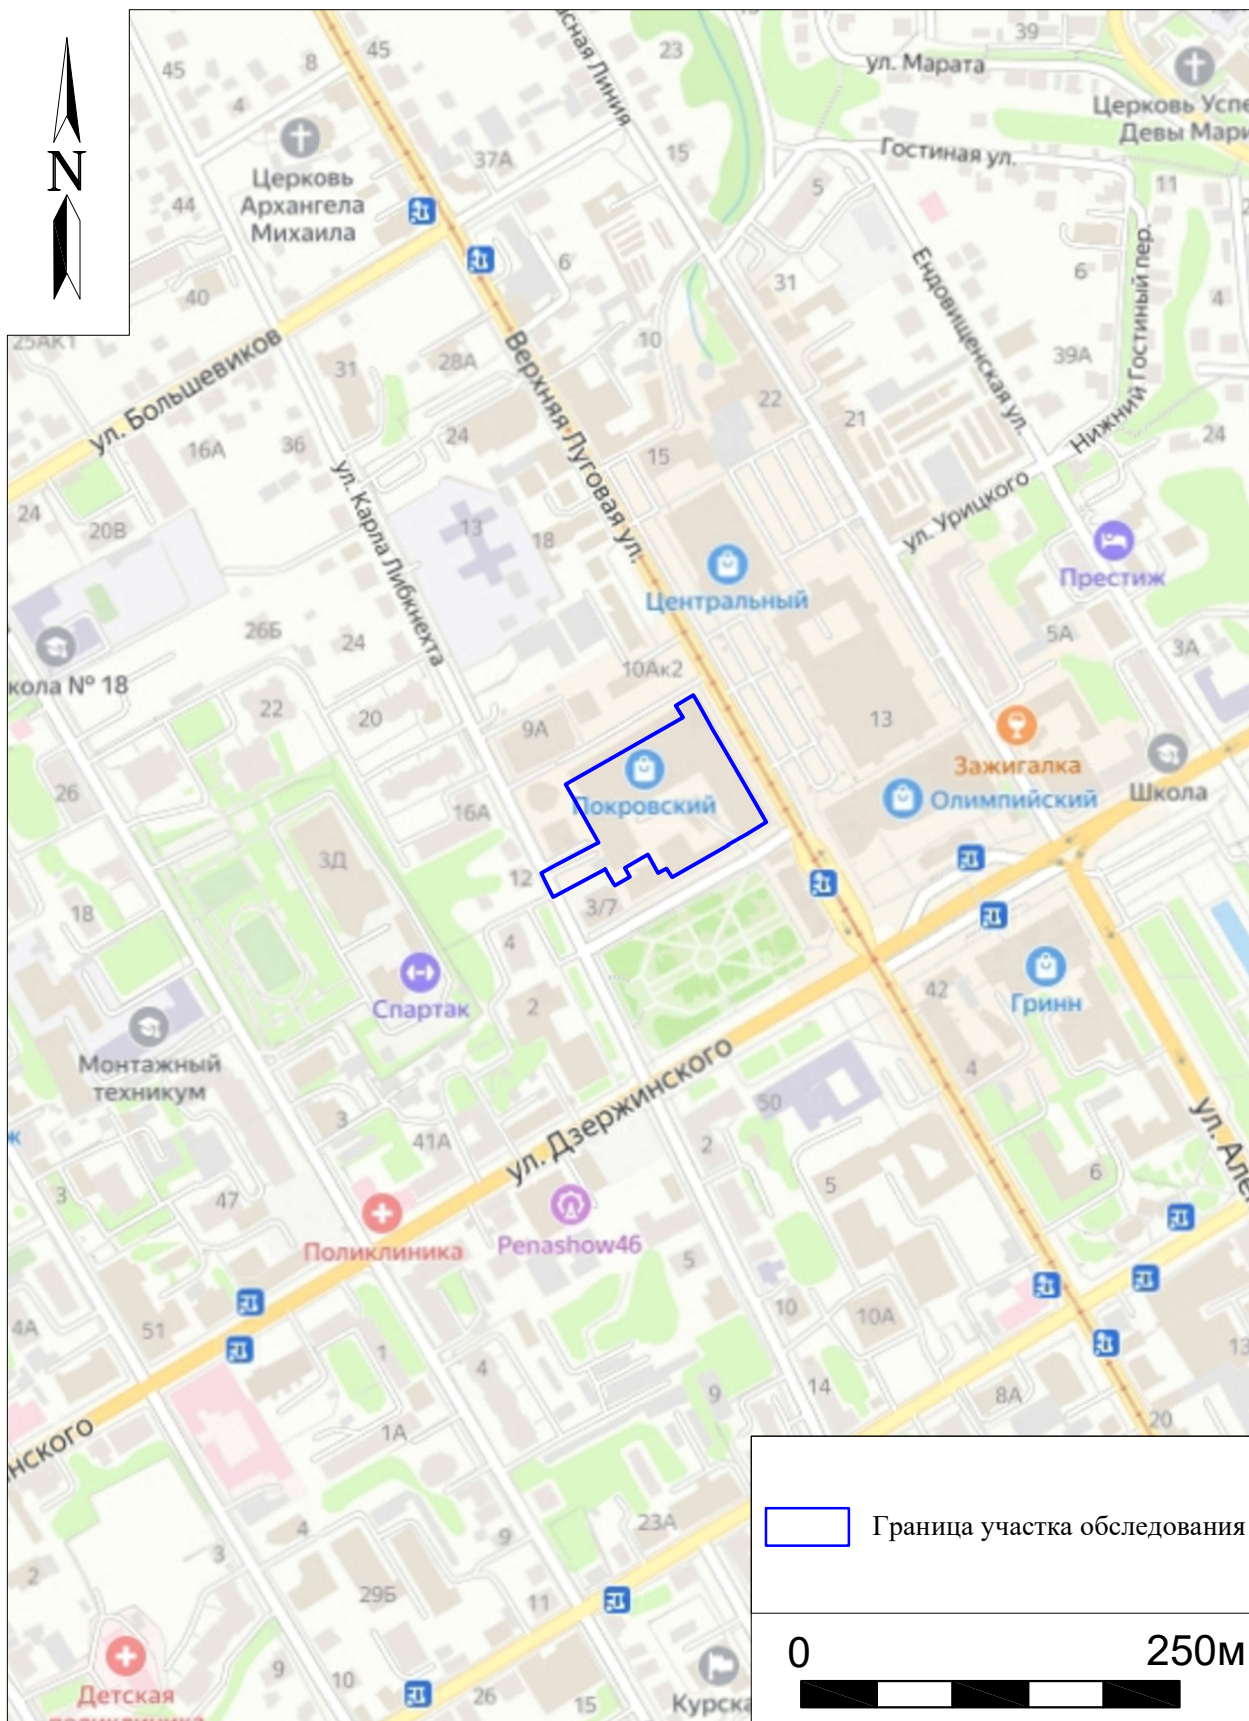 45
8
45
23
39
ул. Марата
асная Линия
4
Церковь Успе
Девы Мари
N
Церковь
Архангела
Михаила
37А
15
Гостиная ул.
5
11
44
6
31
6
4
40
10
Ендовищенская ул.
Нижний Гостиный пер.
25АК1
ул. Большевиков
31
28А
Верхняя Луговая ул.
39А
22
21
24
16А
36
24
15
24
20В
ул. Карла Либкнехта
13
18
ул. Урицкого
Центральный
Престиж
26Б
24
5А
3А
кола № 18
10Ак2
22
20
9А
13
Зажигалка
26
16А
Покровский
Олимпийский
Школа
3Д
12
18
3/7
4
Спартак
2
42
Гринн
Монтажный
техникум
ул. Дзержинского
4
3
41А
50
2
ж
ул. Але
3
47
5
6
Поликлиника
Penashow46
5
10
10А
4А
51
1
4
9
14
8А
13
20
1А
нского
Граница участка обследования
4
9
23А
3
2
29Б
11
0
250м
9
10
26
15
Детская
поликлиника
Курска